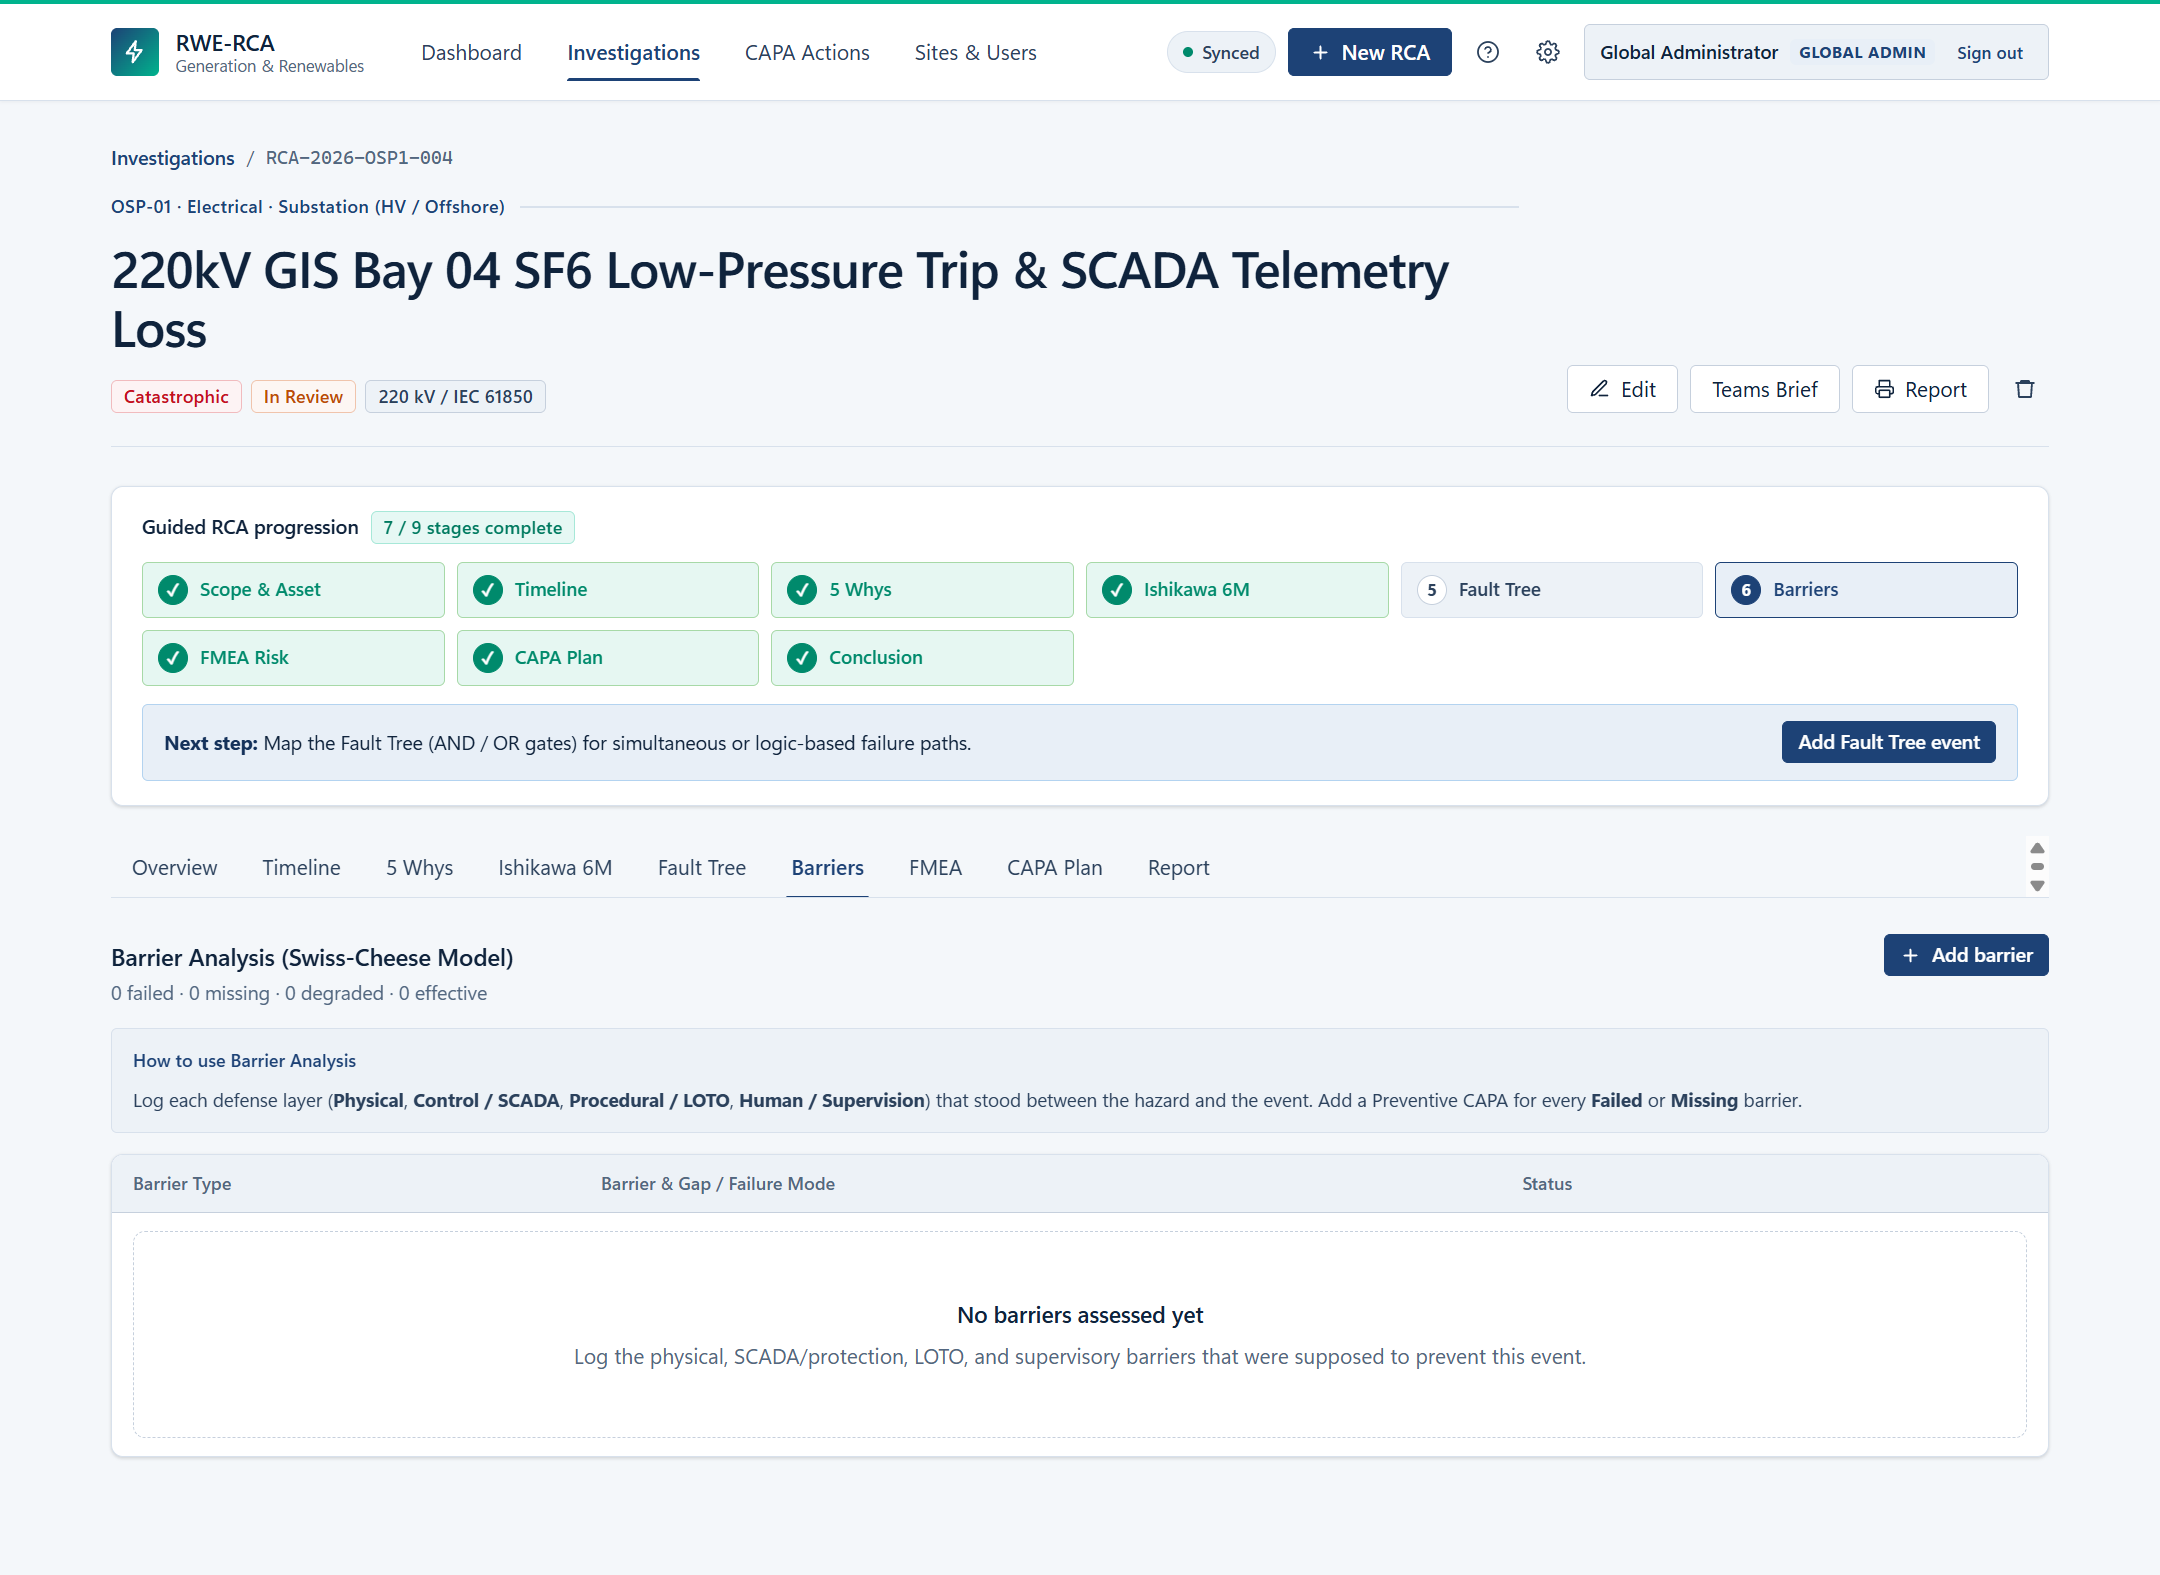 RWE-RCA
Generation & Renewables
Dashboard
Investigations
CAPA Actions
Sites & Users
Synced
New RCA
Global Administrator
GLOBAL ADMIN
Sign out
Investigations / RCA-2026-OSP1-004
OSP-01 · Electrical · Substation (HV / Offshore)
220kV GIS Bay 04 SF6 Low-Pressure Trip & SCADA Telemetry
Loss
Catastrophic
In Review
220 kV / IEC 61850
Edit
Teams Brief
Report
Guided RCA progression
7 / 9 stages complete
Scope & Asset
Timeline
5 Whys
Ishikawa 6M
5 Fault Tree
6 Barriers
FMEA Risk
CAPA Plan
Conclusion
Next step: Map the Fault Tree (AND / OR gates) for simultaneous or logic-based failure paths.
Add Fault Tree event
Overview
Timeline
5 Whys
Ishikawa 6M
Fault Tree
Barriers
FMEA
CAPA Plan
Report
Barrier Analysis (Swiss-Cheese Model)
0 failed · 0 missing · 0 degraded · 0 effective
Add barrier
How to use Barrier Analysis
Log each defense layer (Physical, Control / SCADA, Procedural / LOTO, Human / Supervision) that stood between the hazard and the event. Add a Preventive CAPA for every Failed or Missing barrier.
Barrier Type
Barrier & Gap / Failure Mode
Status
No barriers assessed yet
Log the physical, SCADA/protection, LOTO, and supervisory barriers that were supposed to prevent this event.